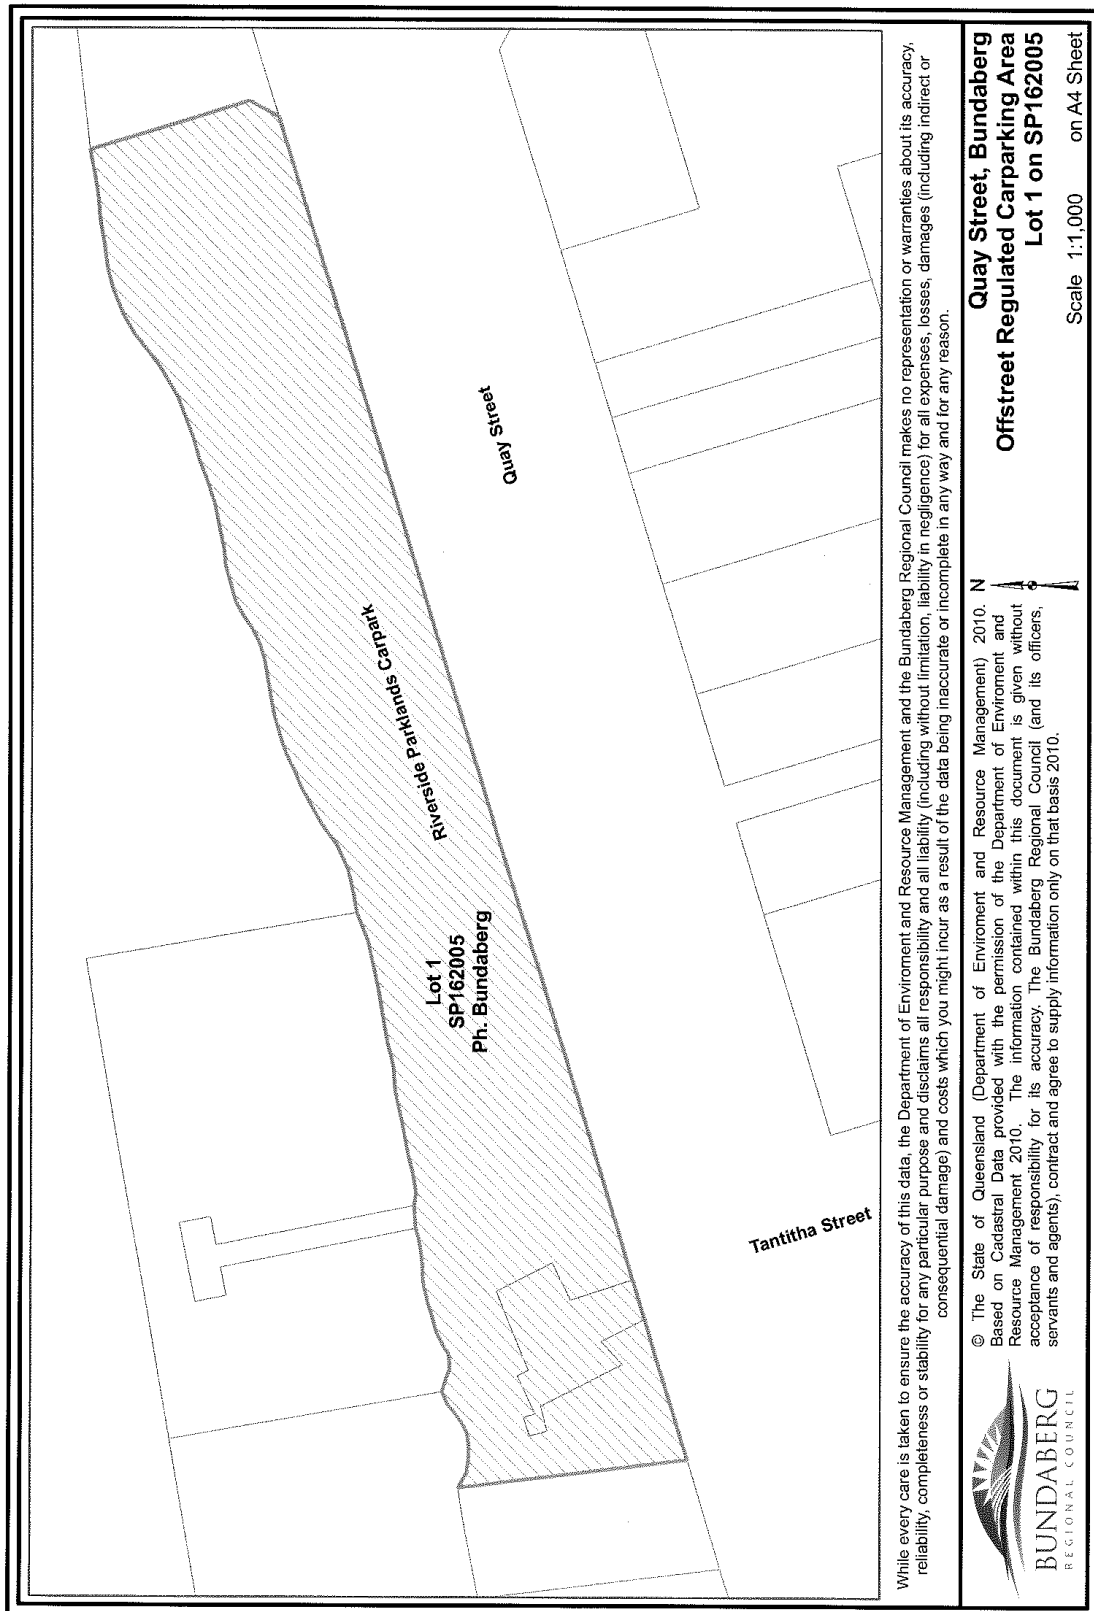 Riverside Parklands Carpark
Lot 1
SP162005
Ph. Bundaberg
Quay Street
Tantitha Street
While every care is taken to ensure the accuracy of this data, the Department of Enviroment and Resource Management and the Bundaberg Regional Council makes no representation or warranties about its accuracy,
reliability, completeness or stability for any particular purpose and disclaims all responsibility and all liability (including without limitation, liability in negligence) for all expenses, losses, damages (including indirect or
consequential damage) and costs which you might incur as a result of the data being inaccurate or incomplete in any way and for any reason.
BUNDABERG
REGIONAL COUNCIL
© The State of Queensland (Department of Enviroment and Resource Management) 2010.
Based on Cadastral Data provided with the permission of the Department of Enviroment and
Resource Management 2010. The information contained within this document is given without
acceptance of responsibility for its accuracy. The Bundaberg Regional Council (and its officers,
servants and agents), contract and agree to supply information only on that basis 2010.
N
Quay Street, Bundaberg
Offstreet Regulated Carparking Area
Lot 1 on SP162005
Scale 1:1,000 on A4 Sheet